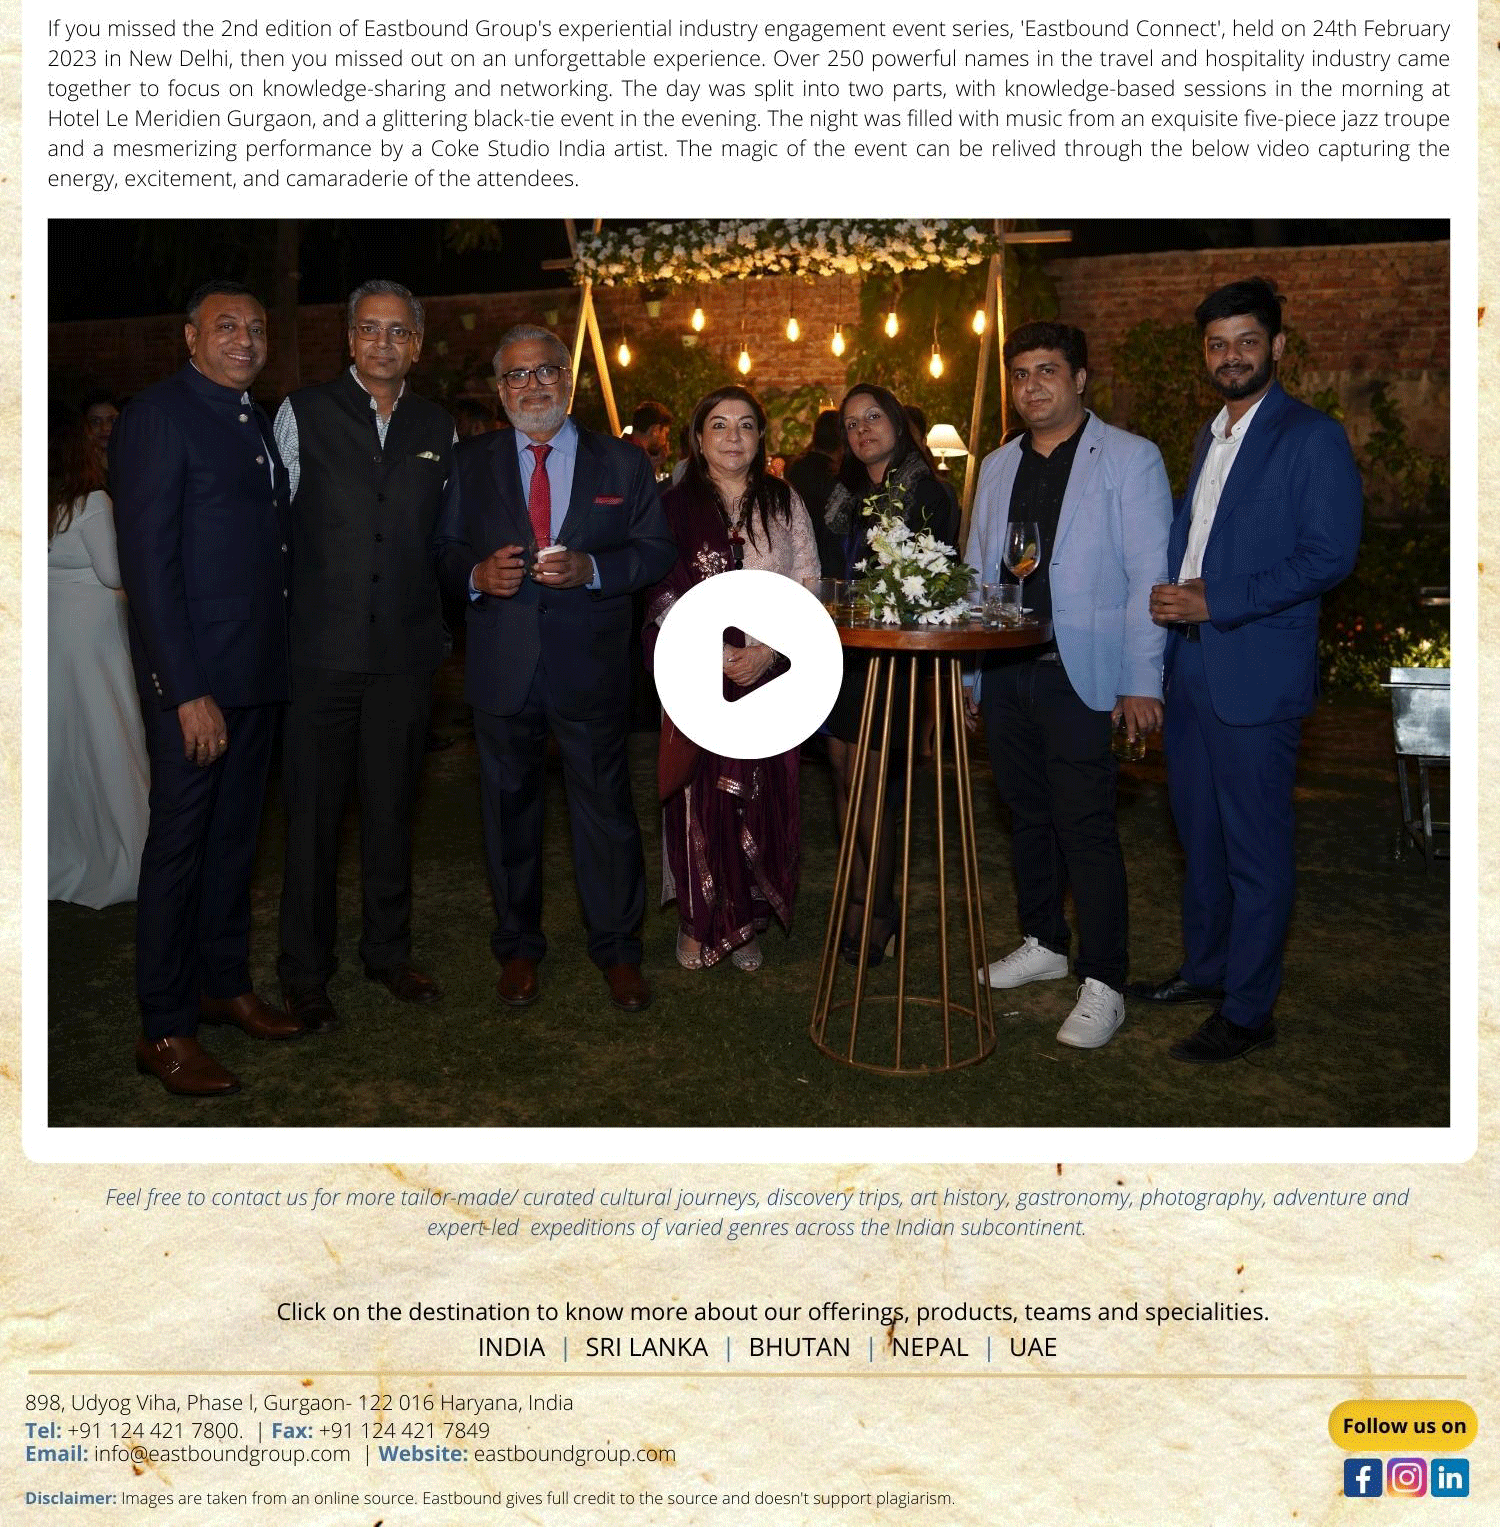 If you missed the 2nd edition of Eastbound Group's experiential industry engagement event series, 'Eastbound Connect', held on 24th February
2023 in New Delhi, then you missed out on an unforgettable experience. Over 250 powerful names in the travel and hospitality industry came
together to focus on knowledge-sharing and networking. The day was split into two parts, with knowledge-based sessions in the morning at
Hotel Le Meridien Gurgaon, and a glittering black-tie event in the evening. The night was filled with music from an exquisite five-piece jazz troupe
and a mesmerizing performance by a Coke Studio India artist. The magic of the event can be relived through the below video capturing the
energy, excitement, and camaraderie of the attendees.
Feel free to contact us for more tailor-made/ curated cultural journeys, discovery trips, art history, gastronomy, photography, adventure and
expert-led expeditions of varied genres across the Indian subcontinent.
Click on the destination to know more about our offerings, products, teams and specialities.
INDIA | SRI LANKA | BHUTAN | NEPAL | UAE
898, Udyog Viha, Phase l, Gurgaon- 122 016 Haryana, India
Tel: +91 124 421 7800. | Fax: +91 124 421 7849
Email: info@eastboundgroup.com | Website: eastboundgroup.com
Follow us on
Disclaimer: Images are taken from an online source. Eastbound gives full credit to the source and doesn't support plagiarism.